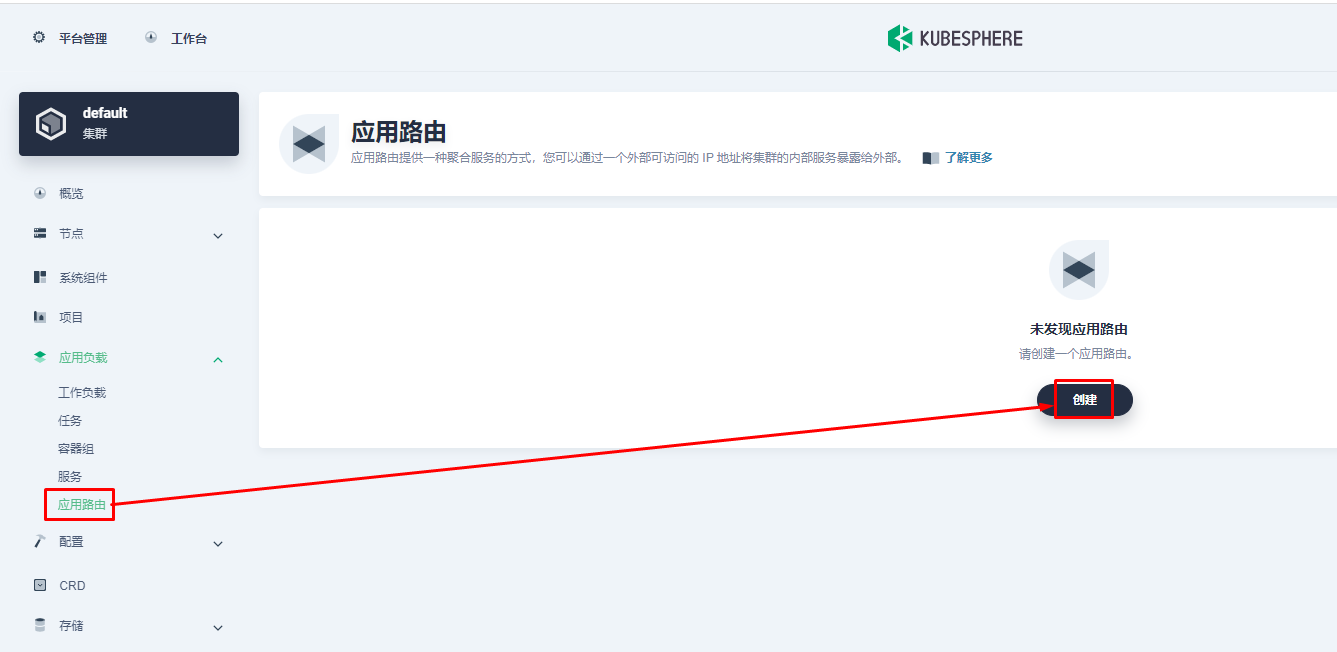 平台管理
工作台
KUBESPHERE
default
集群
概览
节点
系统组件
项目
应用负载
工作负载
任务
容器组
服务
应用路由
配置
CRD
存储
应用路由
应用路由提供一种聚合服务的方式，您可以通过一个外部可访问的 IP 地址将集群的内部服务暴露给外部。 了解更多
未发现应用路由
请创建一个应用路由。
创建